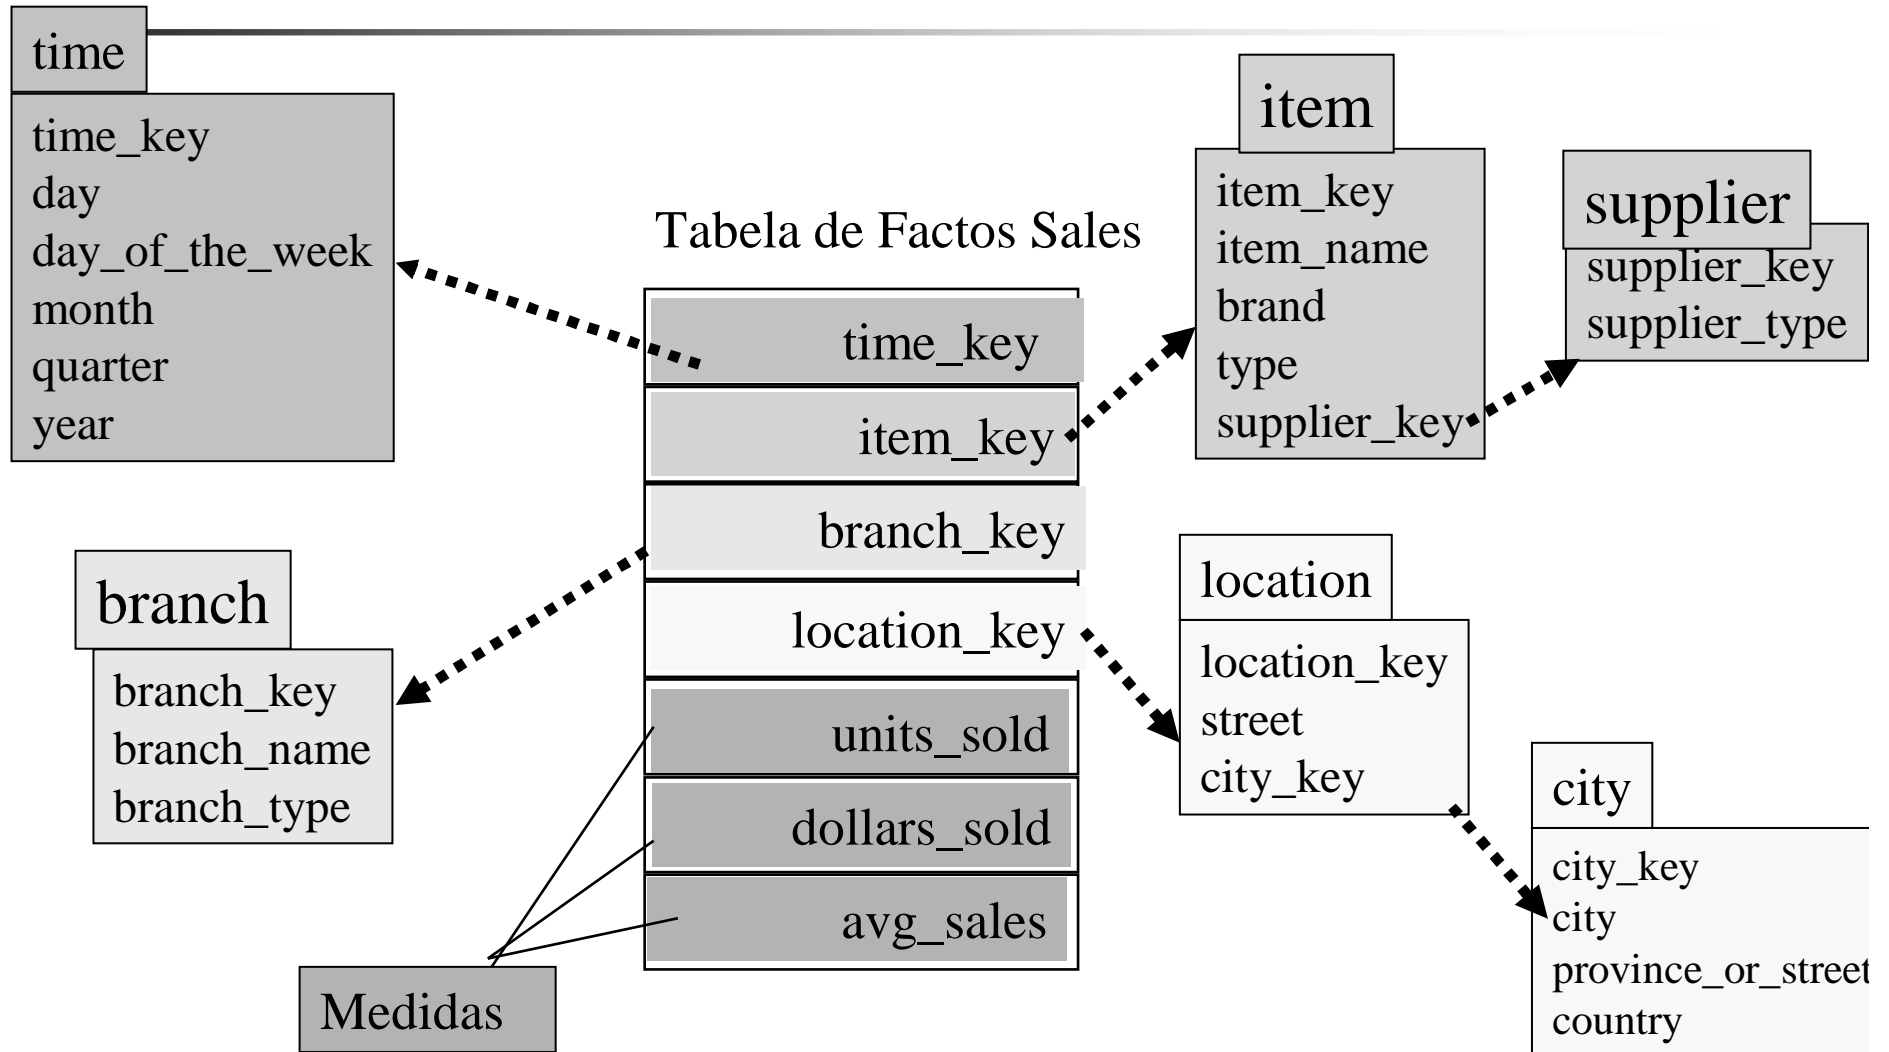 time
time_key
day
day_of_the_week
month
quarter
year
item
item_key
item_name
brand
type
supplier_key
supplier
supplier_key
supplier_type
Tabela de Factos Sales
time_key
item_key
branch_key
location_key
units_sold
dollars_sold
avg_sales
branch
branch_key
branch_name
branch_type
location
location_key
street
city_key
city
city_key
city
province_or_street
country
Medidas